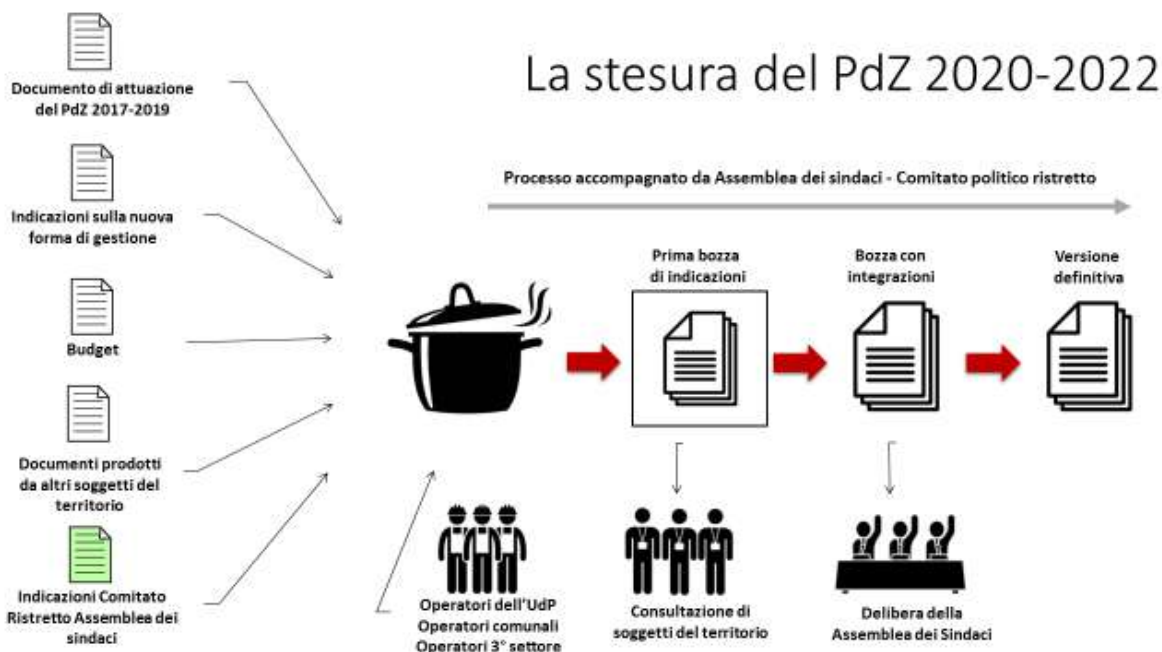 La stesura del PdZ 2020-2022
Documento di attuazione
del PdZ 2017-2019
Indicazioni sulla nuova
forma di gestione
Budget
Documenti prodotti
da altri soggetti del
territorio
Indicazioni Comitato
Ristretto Assemblea dei
sindaci
Processo accompagnato da Assemblea dei sindaci - Comitato politico ristretto
Prima bozza
di indicazioni
Bozza con
integrazioni
Versione
definitiva
Operatori dell'UdP
Operatori comunali
Operatori 3° settore
Consultazione di
soggetti del territorio
Delibera della
Assemblea dei Sindaci